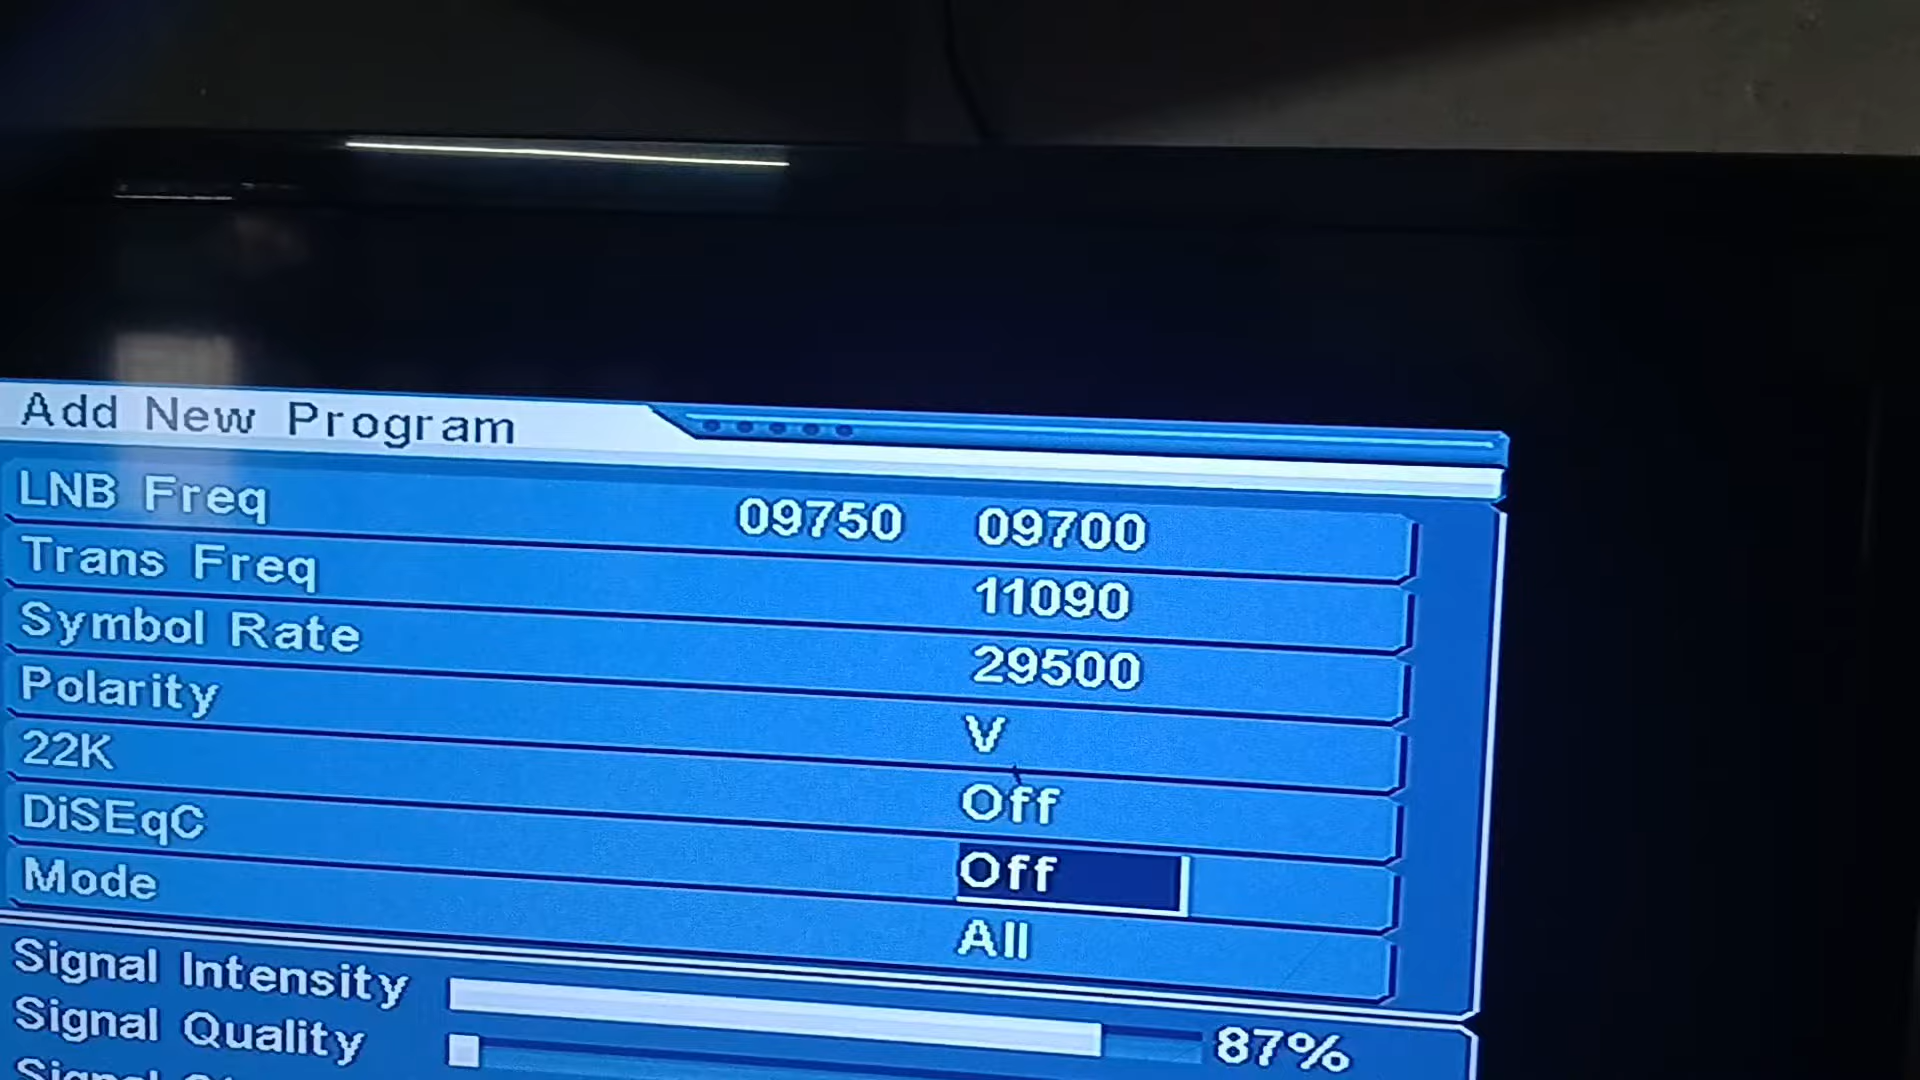 Add New Program
LNB Freq 09750 09700
Trans Freq 11090
Symbol Rate 29500
Polarity V
22K Off
DiSEqC Off
Mode All
Signal Intensity 87%
Signal Quality
Signal